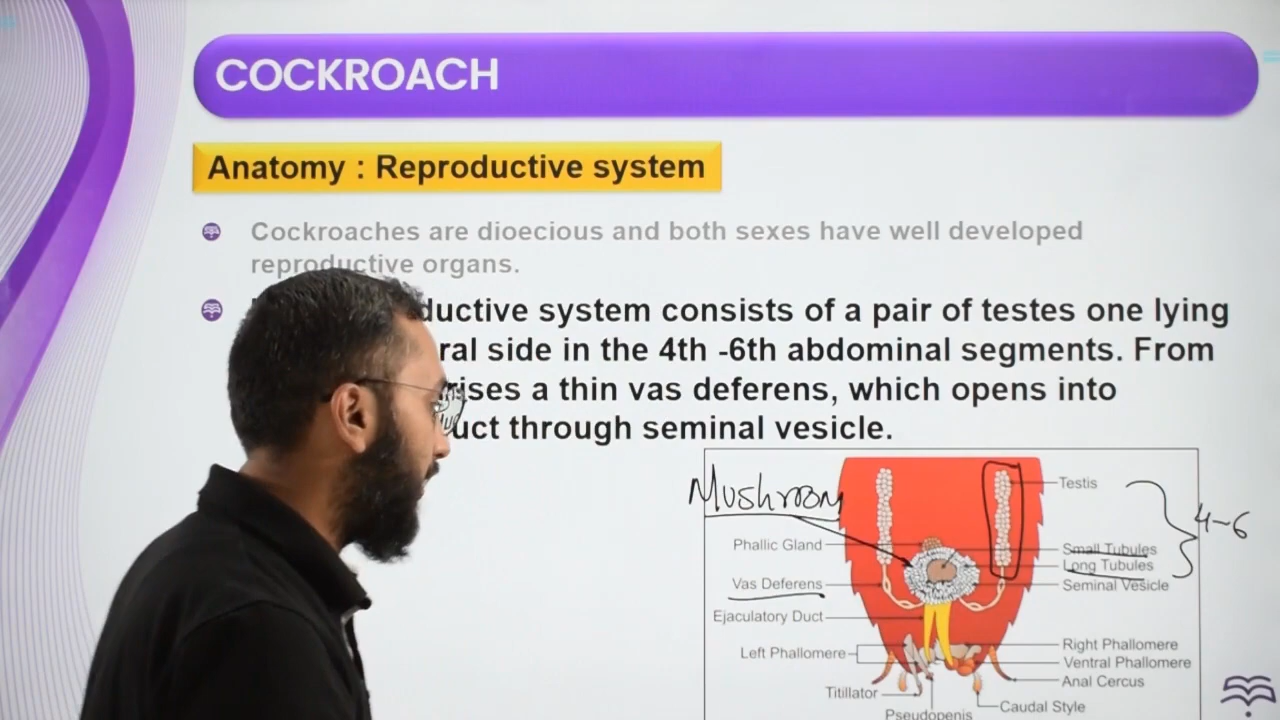 COCKROACH
Anatomy : Reproductive system
Cockroaches are dioecious and both sexes have well developed
reproductive organs.
ductive system consists of a pair of testes one lying
ral side in the 4th -6th abdominal segments. From
rises a thin vas deferens, which opens into
uct through seminal vesicle.
Mushroom
Testis
4-6
Phallic Gland
Small Tubules
Long Tubules
Vas Deferens
Seminal Vesicle
Ejaculatory Duct
Right Phallomere
Left Phallomere
Ventral Phallomere
Anal Cercus
Titillator
Caudal Style
Pseudopenis